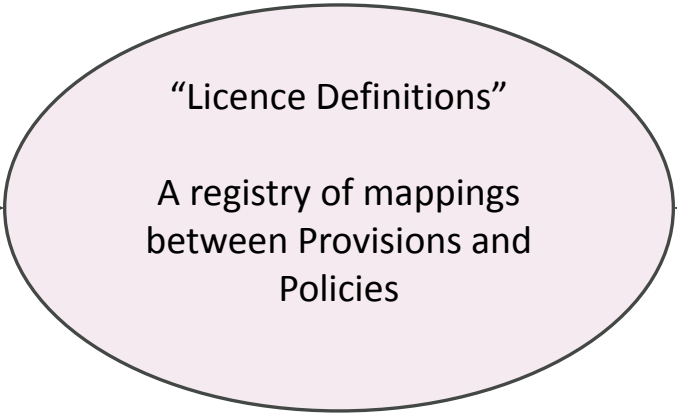 “Licence Definitions”
A registry of mappings
between Provisions and
Policies